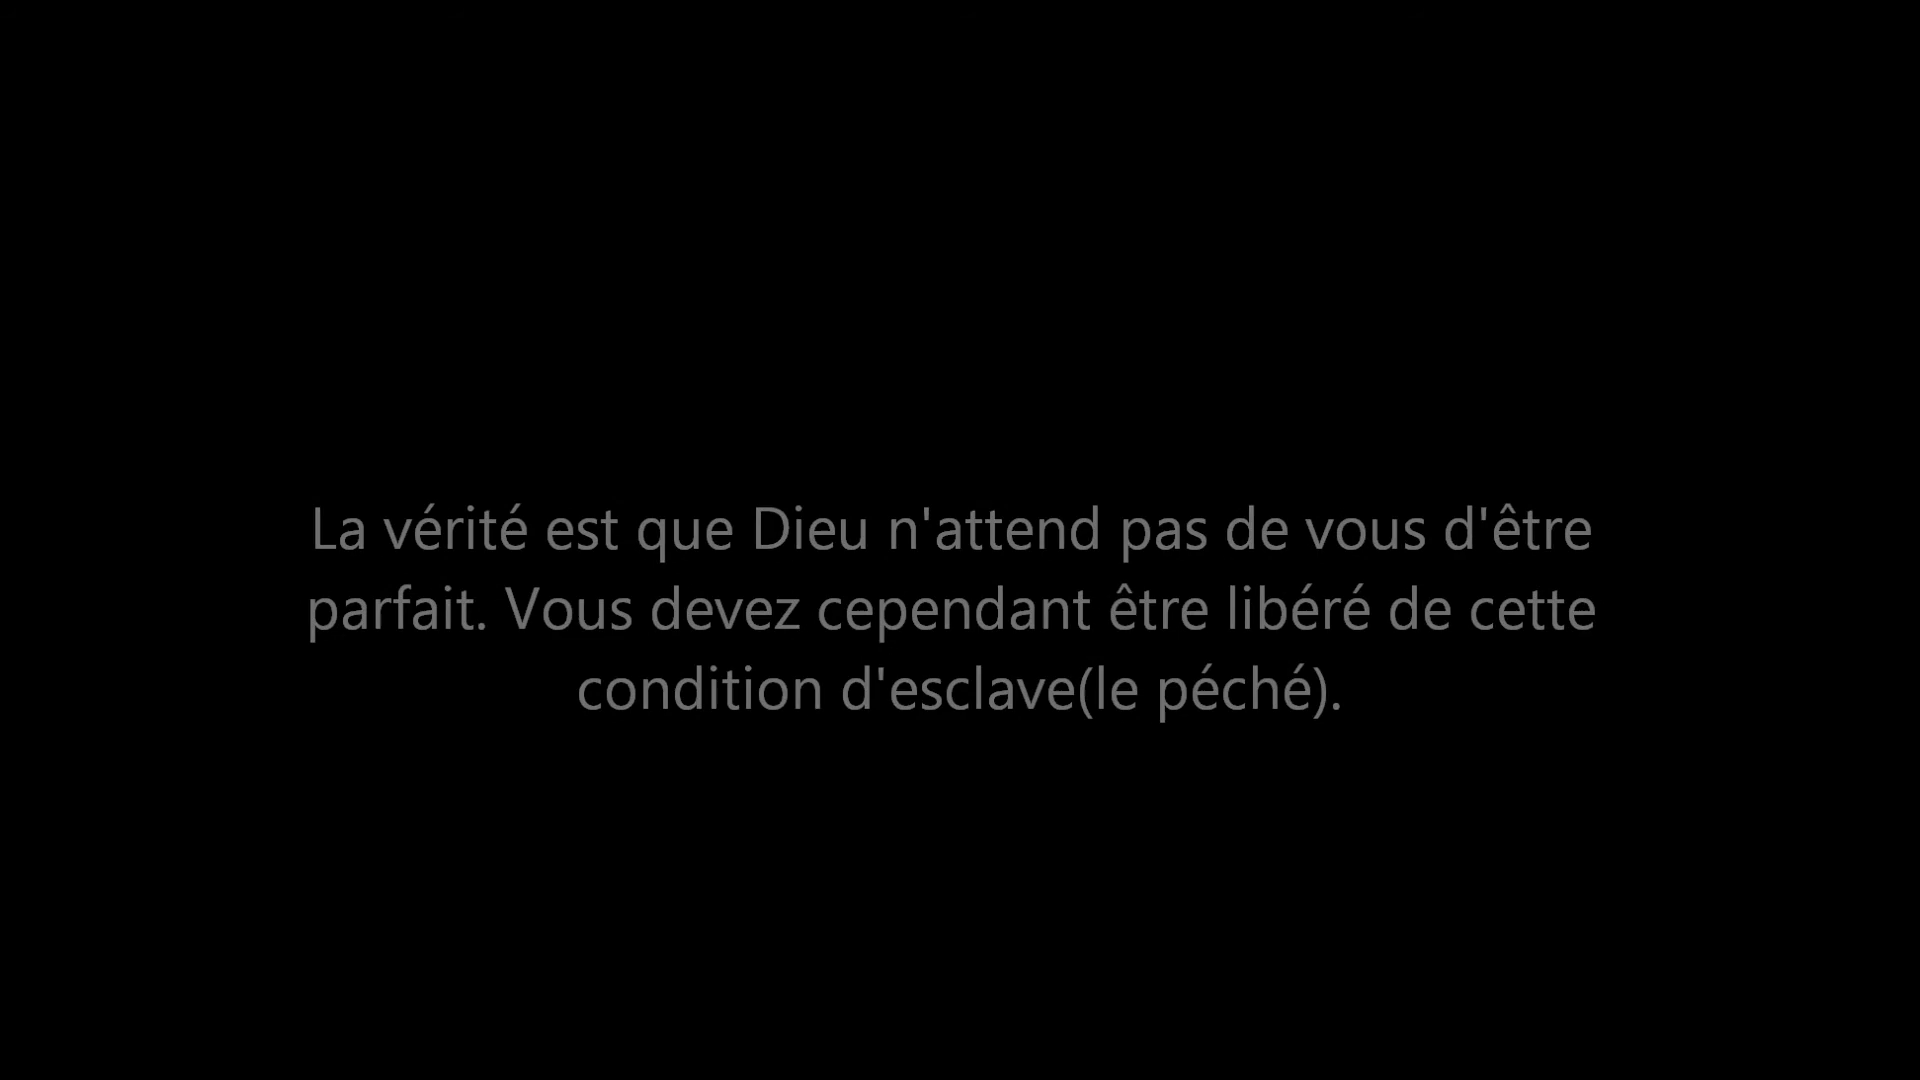 La vérité est que Dieu n'attend pas de vous d'être
parfait. Vous devez cependant être libéré de cette
condition d'esclave(le péché).